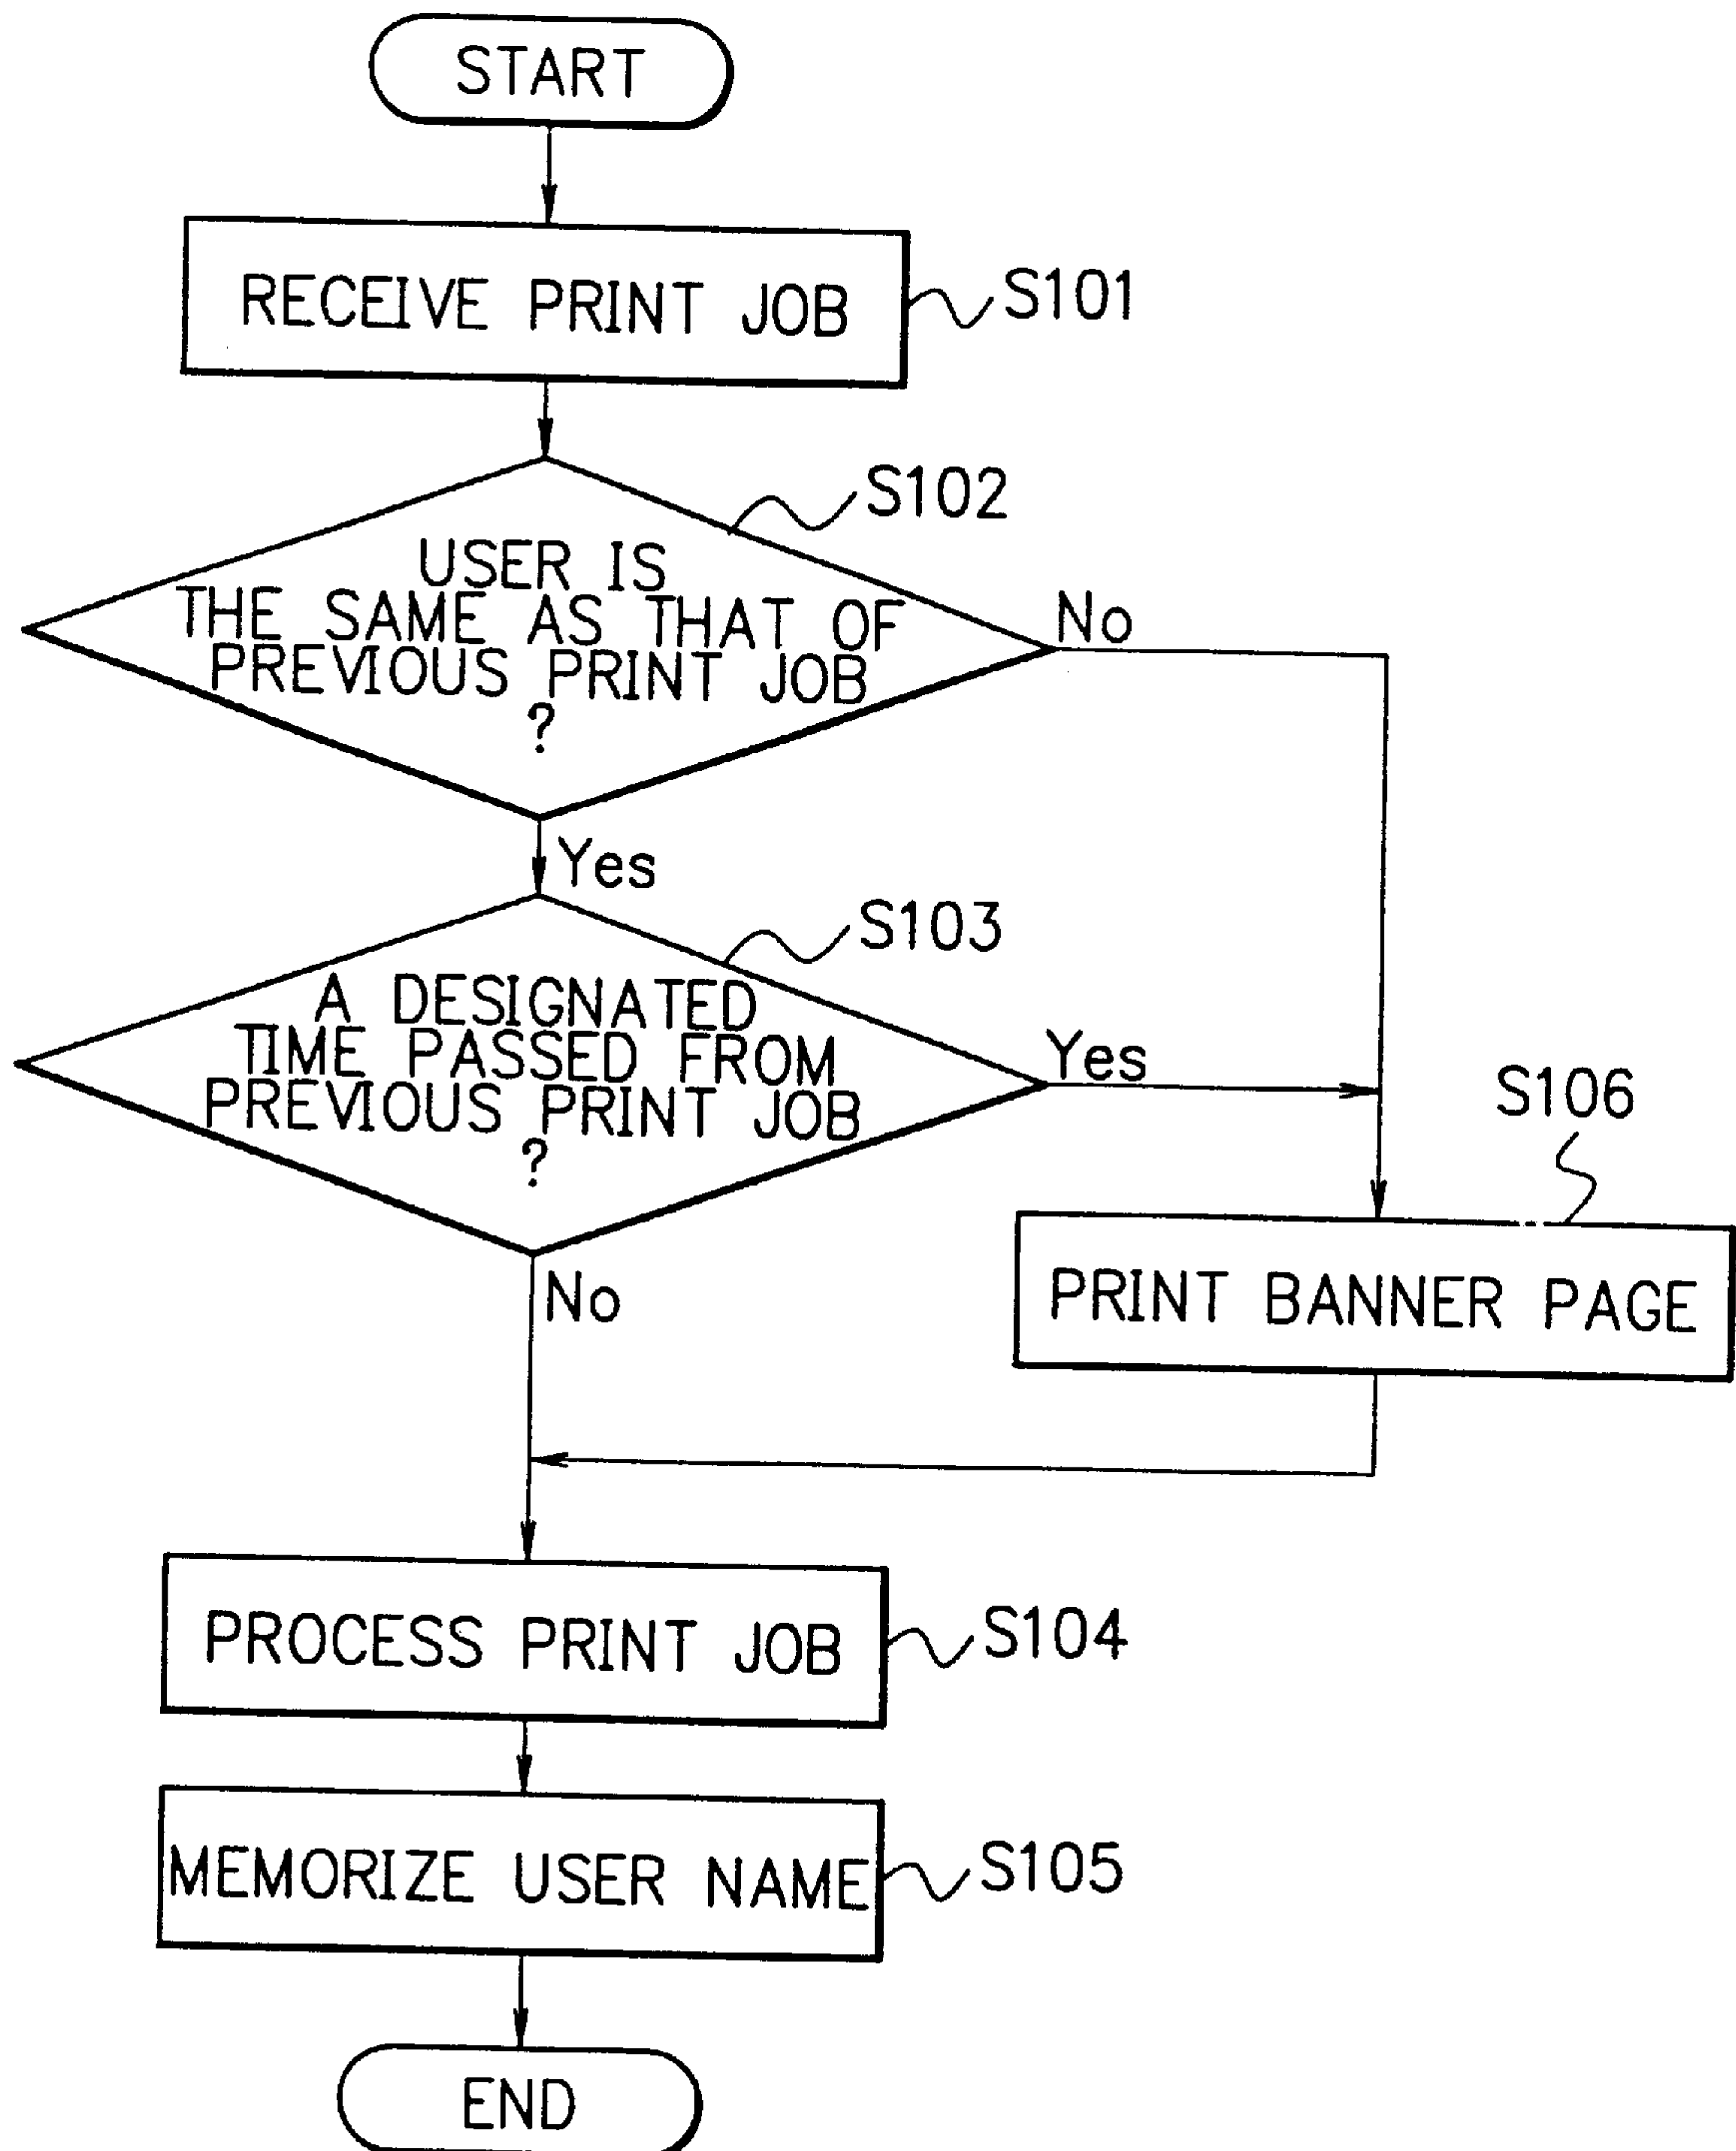 START
RECEIVE PRINT JOB
S101
S102
USER IS
THE SAME AS THAT OF
PREVIOUS PRINT JOB
?
No
Yes
S103
A DESIGNATED
TIME PASSED FROM
PREVIOUS PRINT JOB
?
Yes
No
S106
PRINT BANNER PAGE
PROCESS PRINT JOB
S104
MEMORIZE USER NAME
S105
END